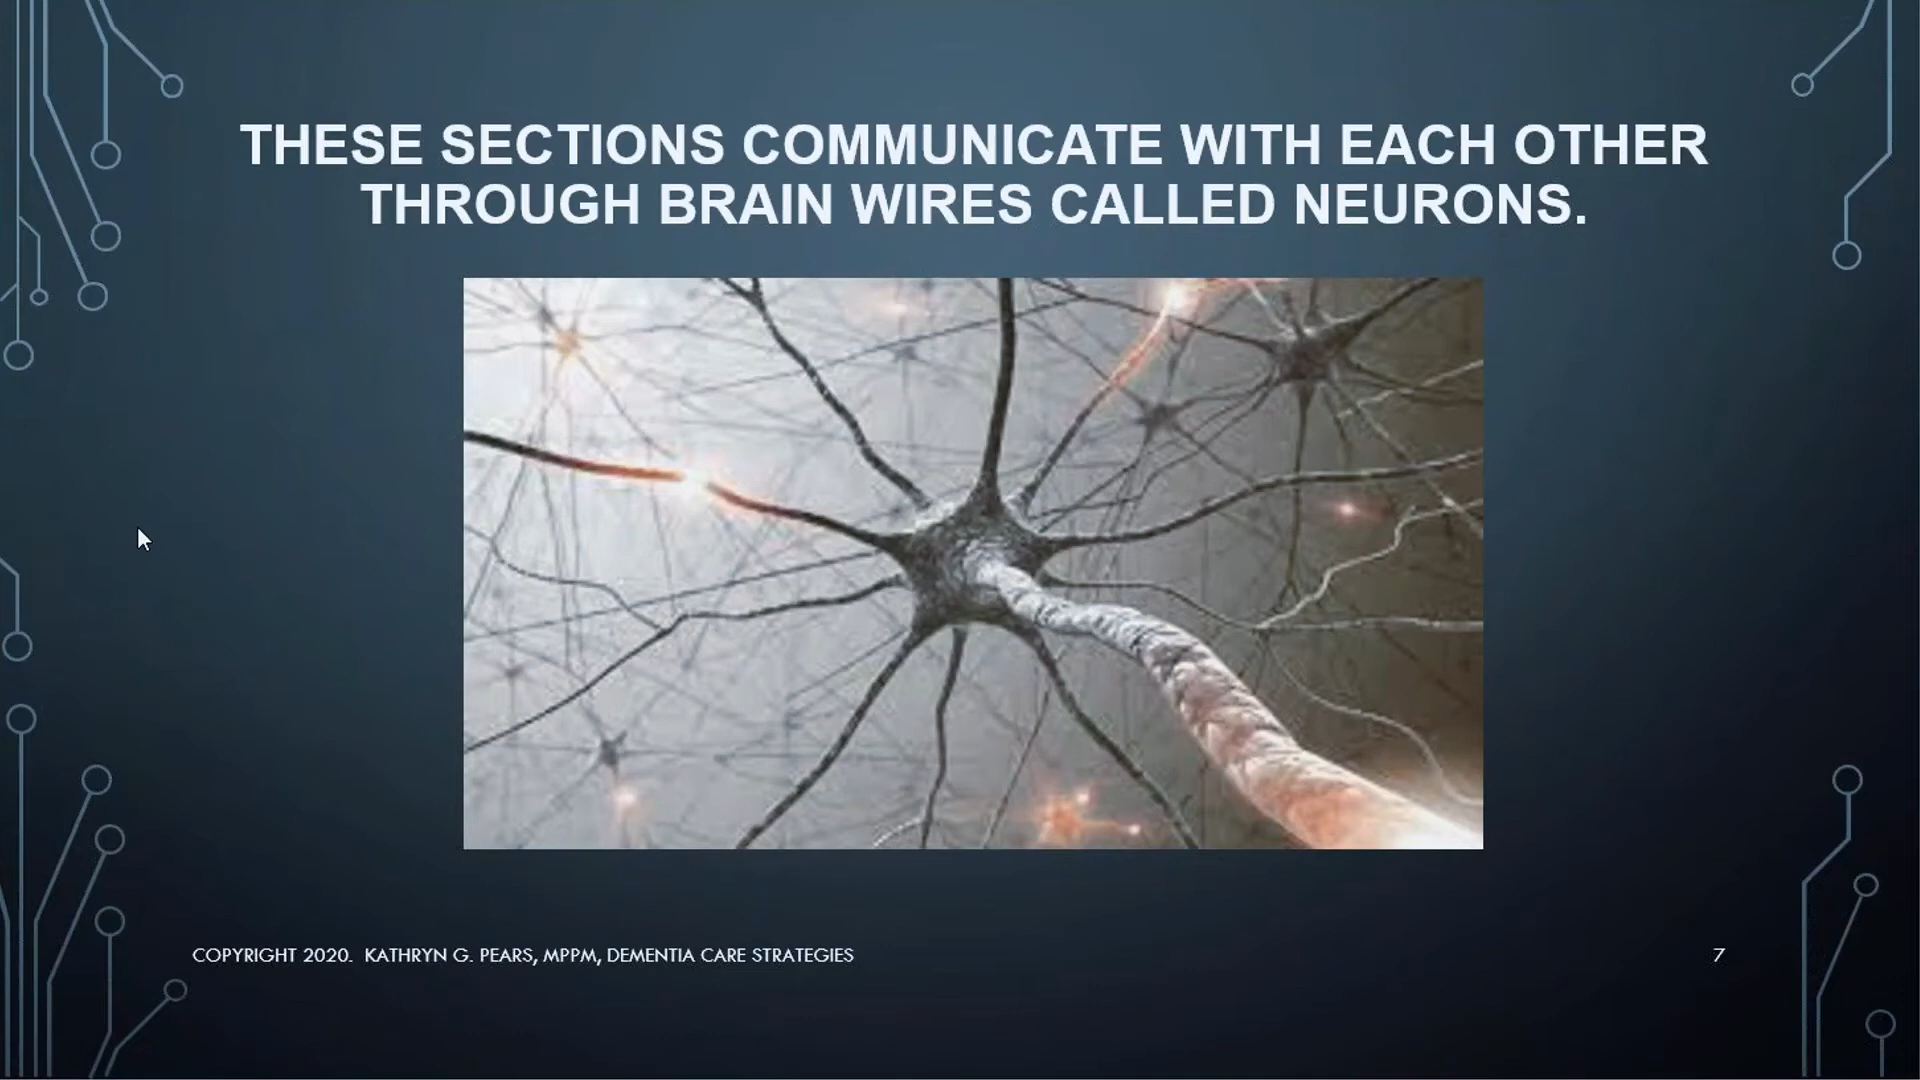 THESE SECTIONS COMMUNICATE WITH EACH OTHER
THROUGH BRAIN WIRES CALLED NEURONS.
COPYRIGHT 2020. KATHRYN G. PEARS, MPPM, DEMENTIA CARE STRATEGIES
7